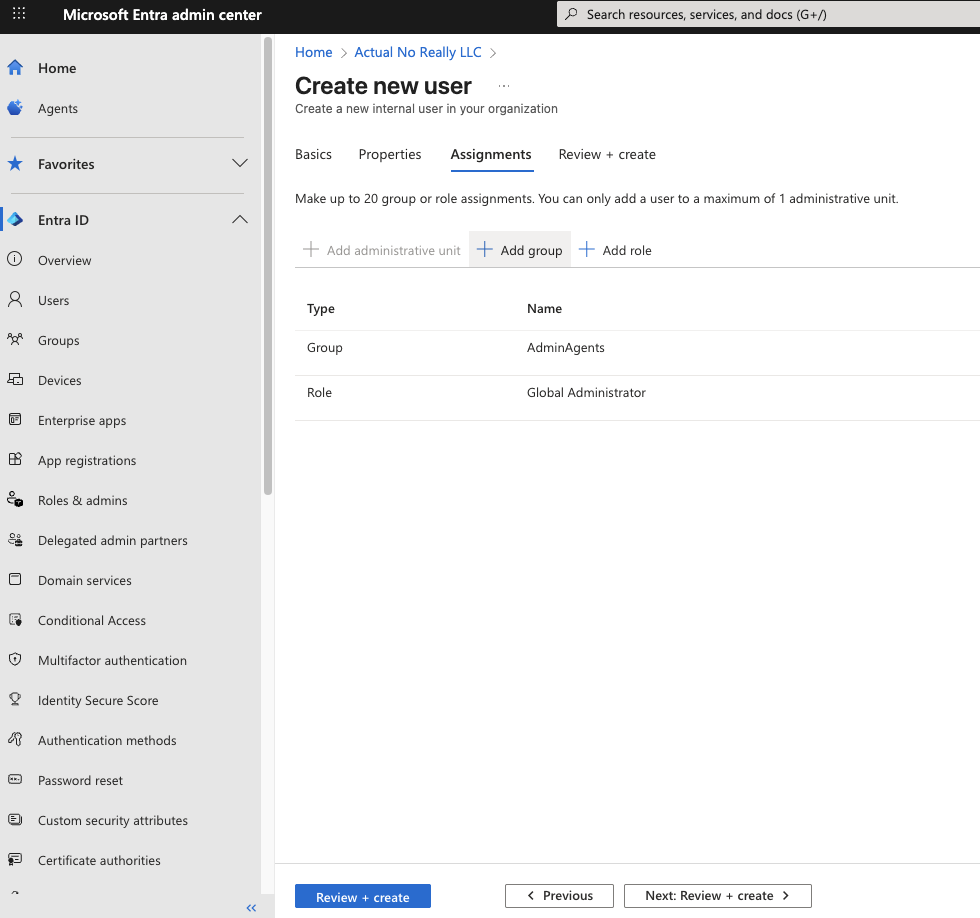 Microsoft Entra admin center
Search resources, services, and docs (G+/)
Home
Agents
Favorites
Entra ID
Overview
Users
Groups
Devices
Enterprise apps
App registrations
Roles & admins
Delegated admin partners
Domain services
Conditional Access
Multifactor authentication
Identity Secure Score
Authentication methods
Password reset
Custom security attributes
Certificate authorities
Home > Actual No Really LLC >
Create new user ...
Create a new internal user in your organization
Basics Properties Assignments Review + create
Make up to 20 group or role assignments. You can only add a user to a maximum of 1 administrative unit.
+ Add administrative unit + Add group + Add role
Type Name
Group AdminAgents
Role Global Administrator
Review + create < Previous Next: Review + create >